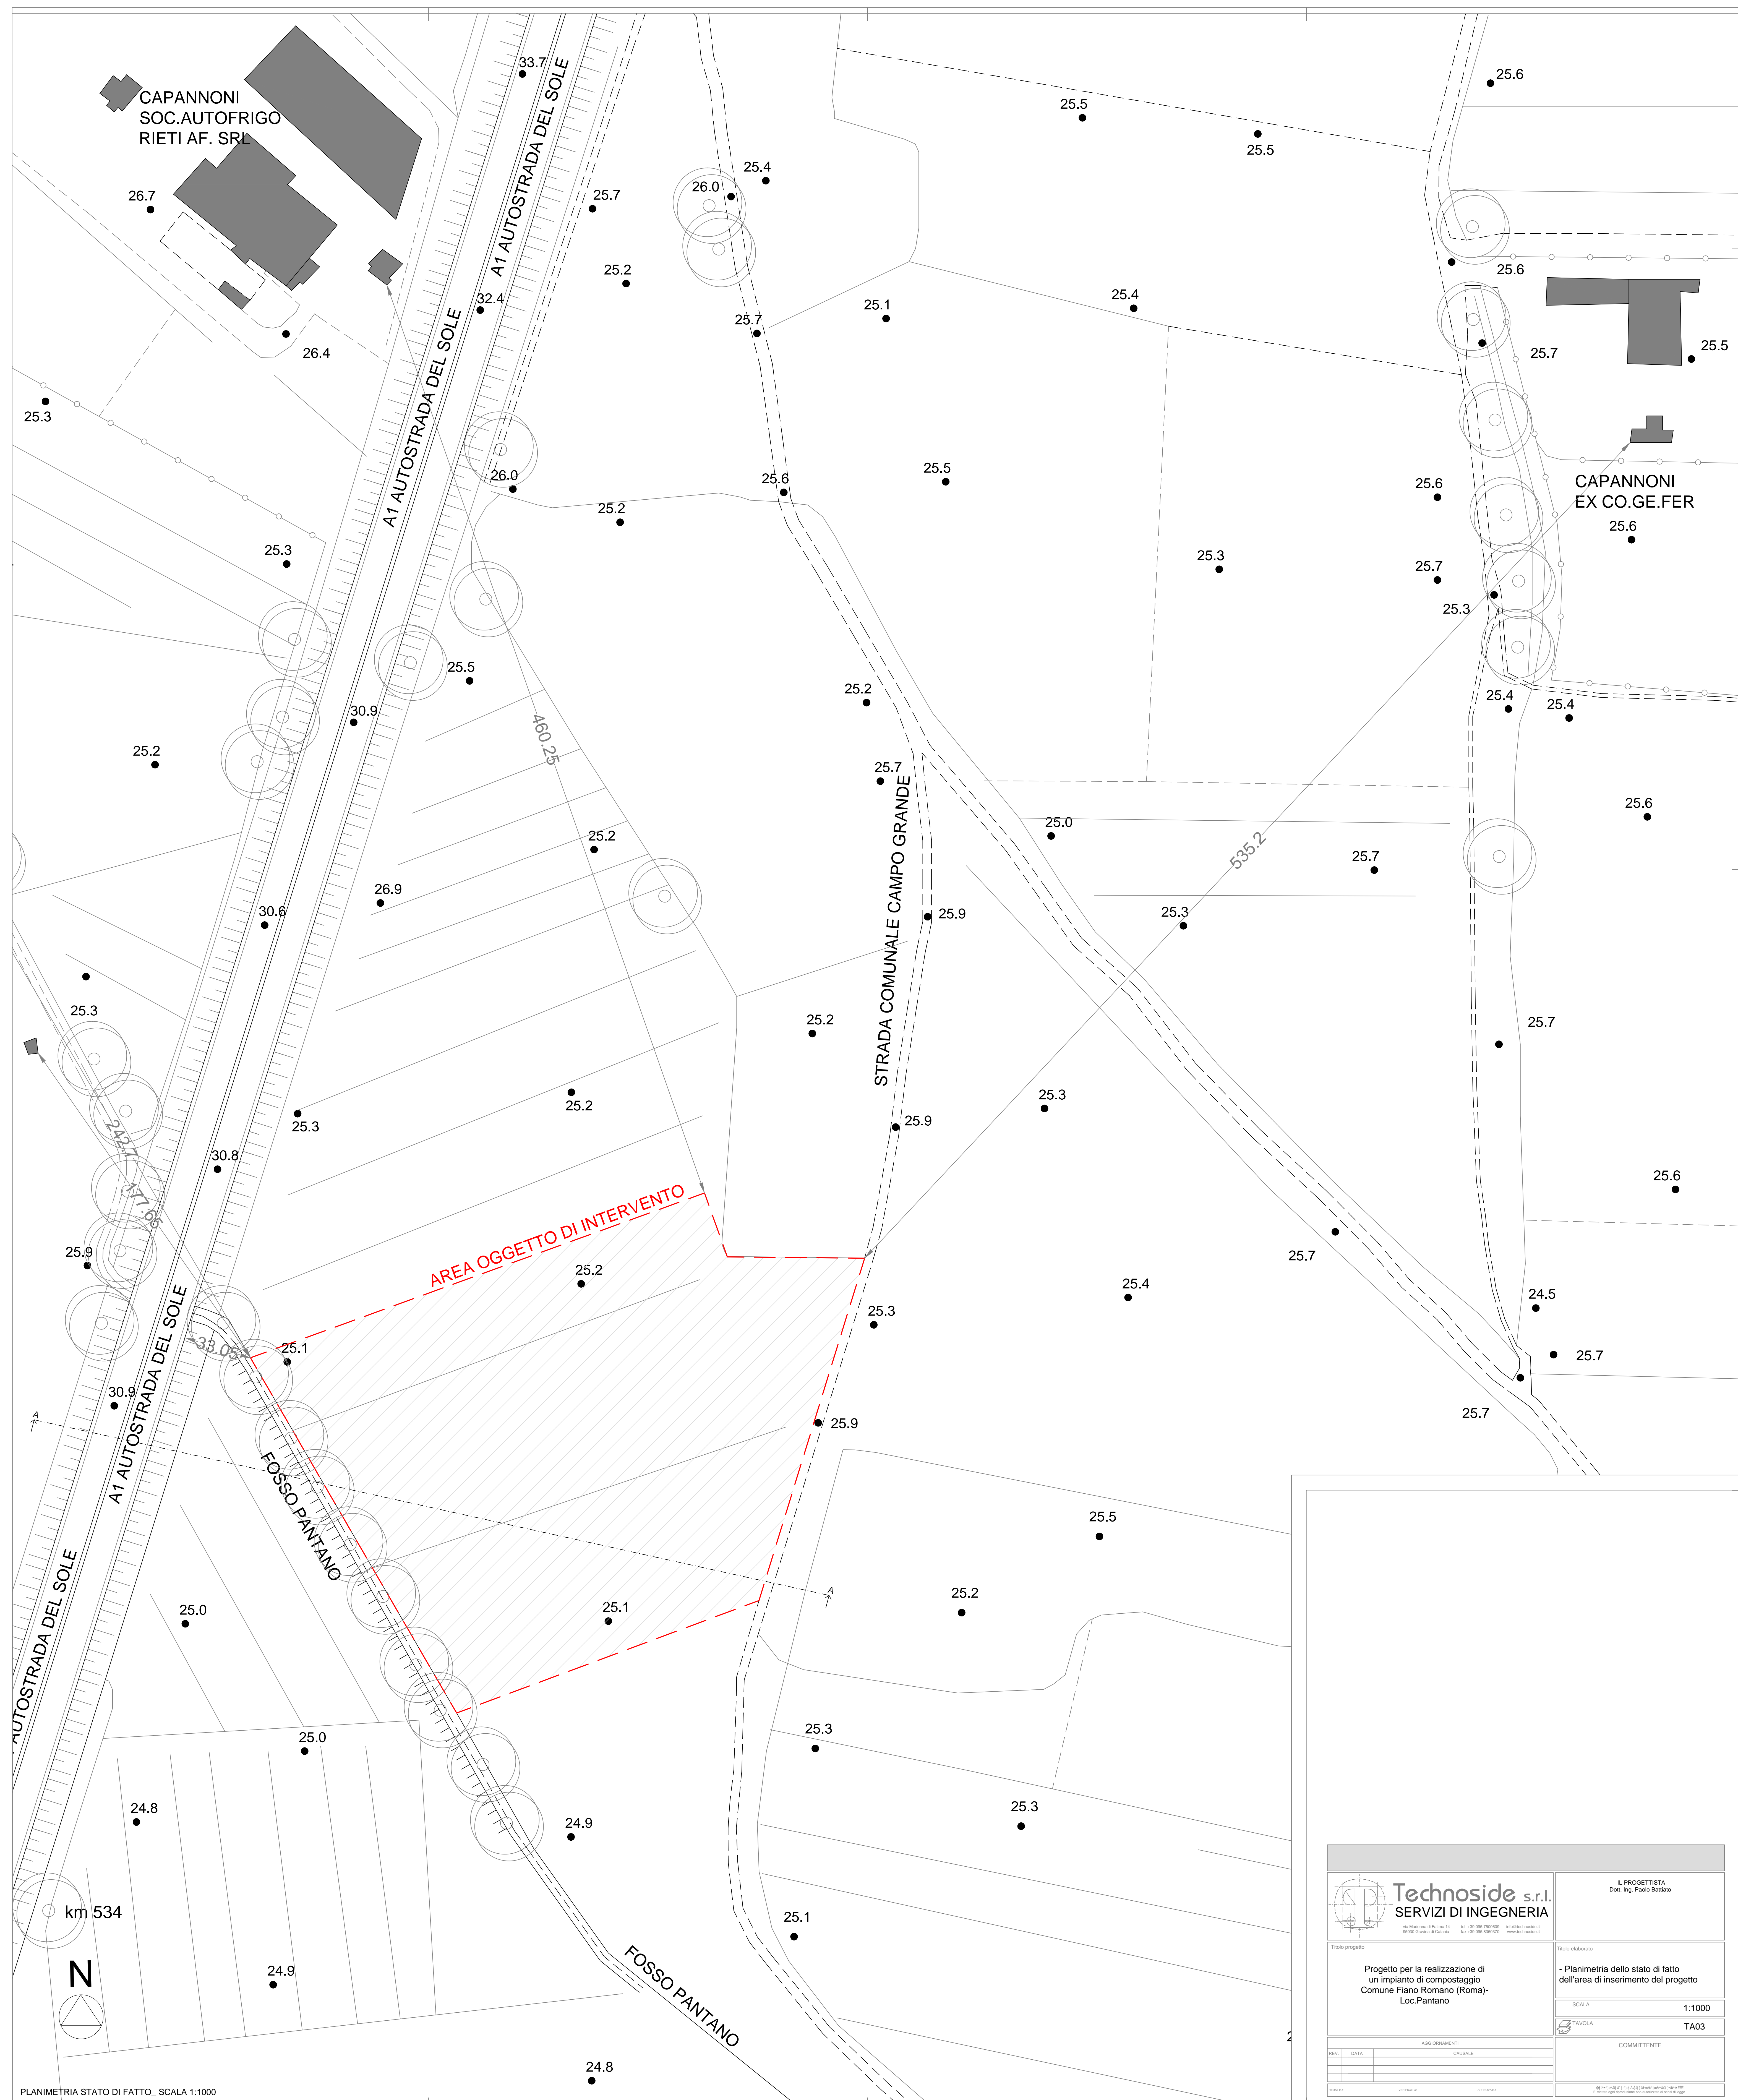 CAPANNONI
SOC.AUTOFRIGO
RIETI AF. SRL
33.7
A1 AUTOSTRADA DEL SOLE
25.6
25.5
25.5
25.4
26.0
26.7
25.7
25.2
25.6
32.4
25.7
25.1
25.4
26.4
25.7
25.5
A1 AUTOSTRADA DEL SOLE
25.3
26.0
25.6
25.5
25.6
CAPANNONI
EX CO.GE.FER
25.2
25.6
25.3
25.3
25.7
25.3
25.5
25.2
25.4
25.4
30.9
460.25
25.2
25.7
STRADA COMUNALE CAMPO GRANDE
25.6
25.2
25.0
535.2
25.7
26.9
30.6
25.9
25.3
25.3
25.2
25.7
25.2
25.3
25.3
242.7
25.9
30.8
177.65
25.6
AREA OGGETTO DI INTERVENTO
25.9
25.2
25.7
25.4
24.5
25.3
33.05
25.1
25.7
A1 AUTOSTRADA DEL SOLE
30.9
A
25.9
25.7
FOSSO PANTANO
25.5
A
25.2
25.0
25.1
AUTOSTRADA DEL SOLE
25.0
25.3
24.8
24.9
25.3
km 534
25.1
N
24.9
FOSSO PANTANO
24.8
PLANIMETRIA STATO DI FATTO_ SCALA 1:1000
Technoside s.r.l.
SERVIZI DI INGEGNERIA
IL PROGETTISTA
Dott. Ing. Paolo Battiato
Titolo progetto
Progetto per la realizzazione di
un impianto di compostaggio
Comune Fiano Romano (Roma)-
Loc.Pantano
Titolo elaborato
- Planimetria dello stato di fatto
dell'area di inserimento del progetto
SCALA
1:1000
TAVOLA
TA03
AGGIORNAMENTI
REV. DATA CAUSALE
COMMITTENTE